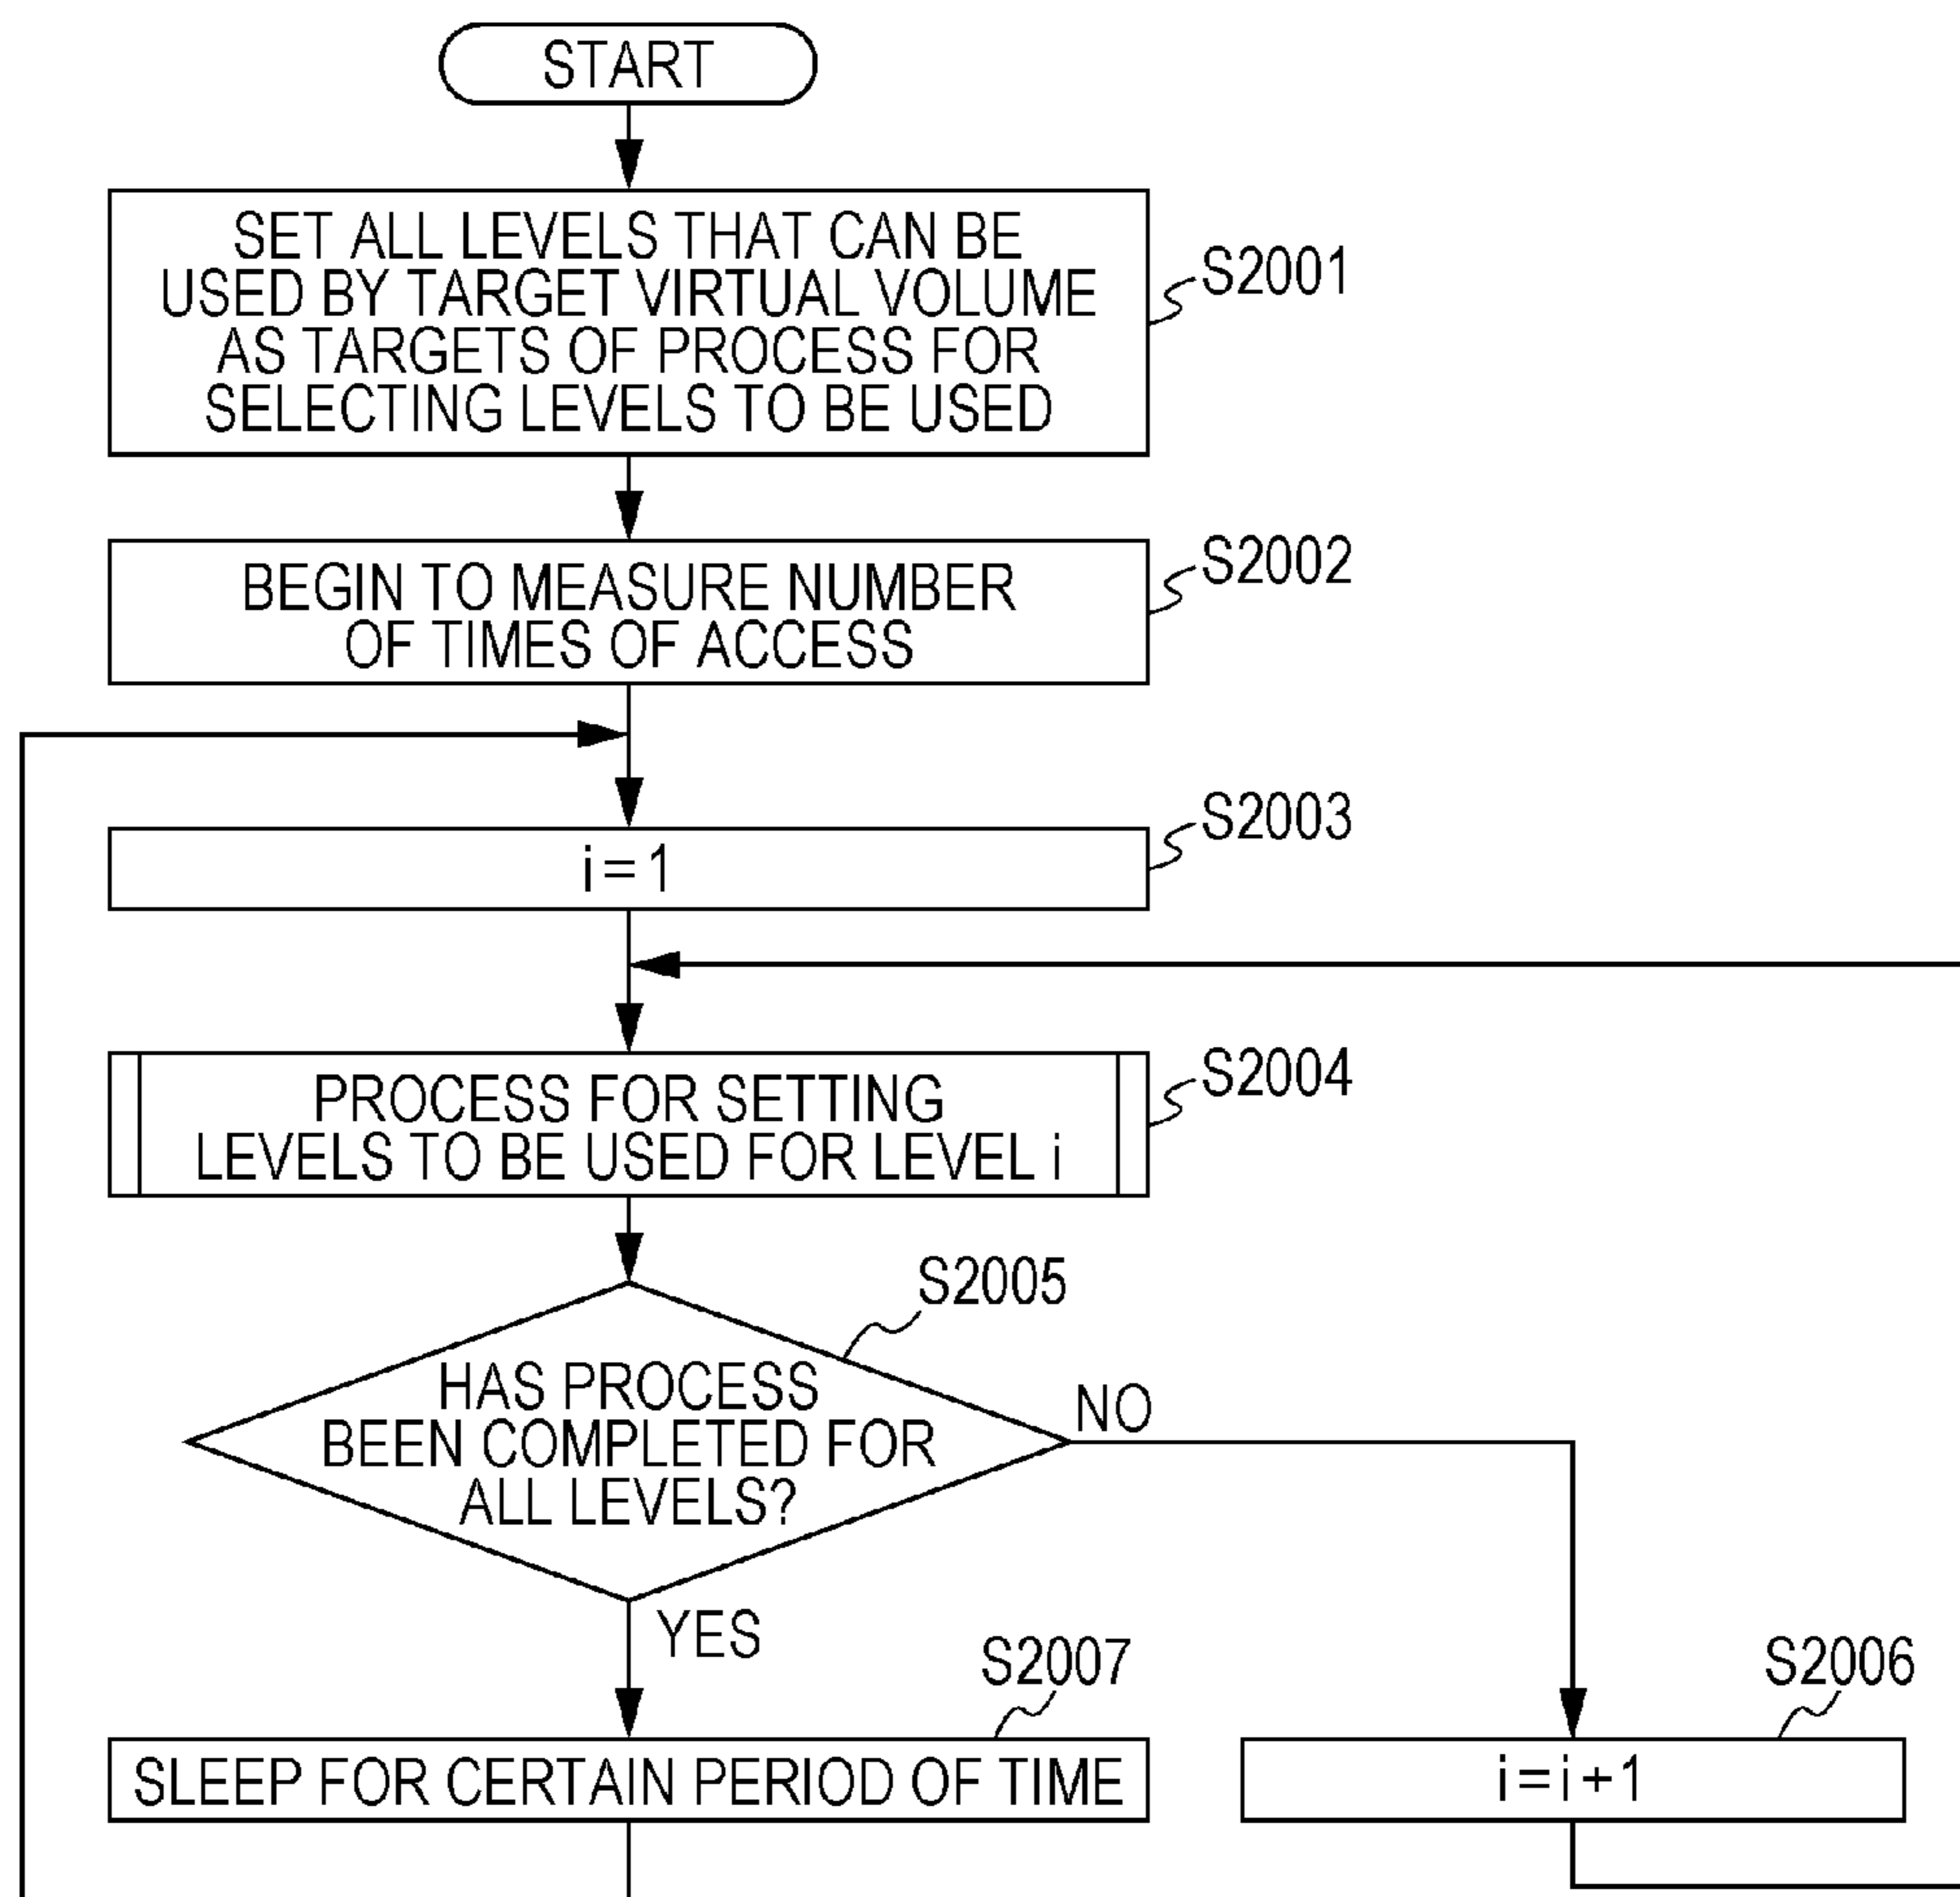 START
SET ALL LEVELS THAT CAN BE
USED BY TARGET VIRTUAL VOLUME
AS TARGETS OF PROCESS FOR
SELECTING LEVELS TO BE USED
S2001
BEGIN TO MEASURE NUMBER
OF TIMES OF ACCESS
S2002
i=1
S2003
PROCESS FOR SETTING
LEVELS TO BE USED FOR LEVEL i
S2004
S2005
HAS PROCESS
BEEN COMPLETED FOR
ALL LEVELS?
NO
YES
S2007
SLEEP FOR CERTAIN PERIOD OF TIME
S2006
i=i+1